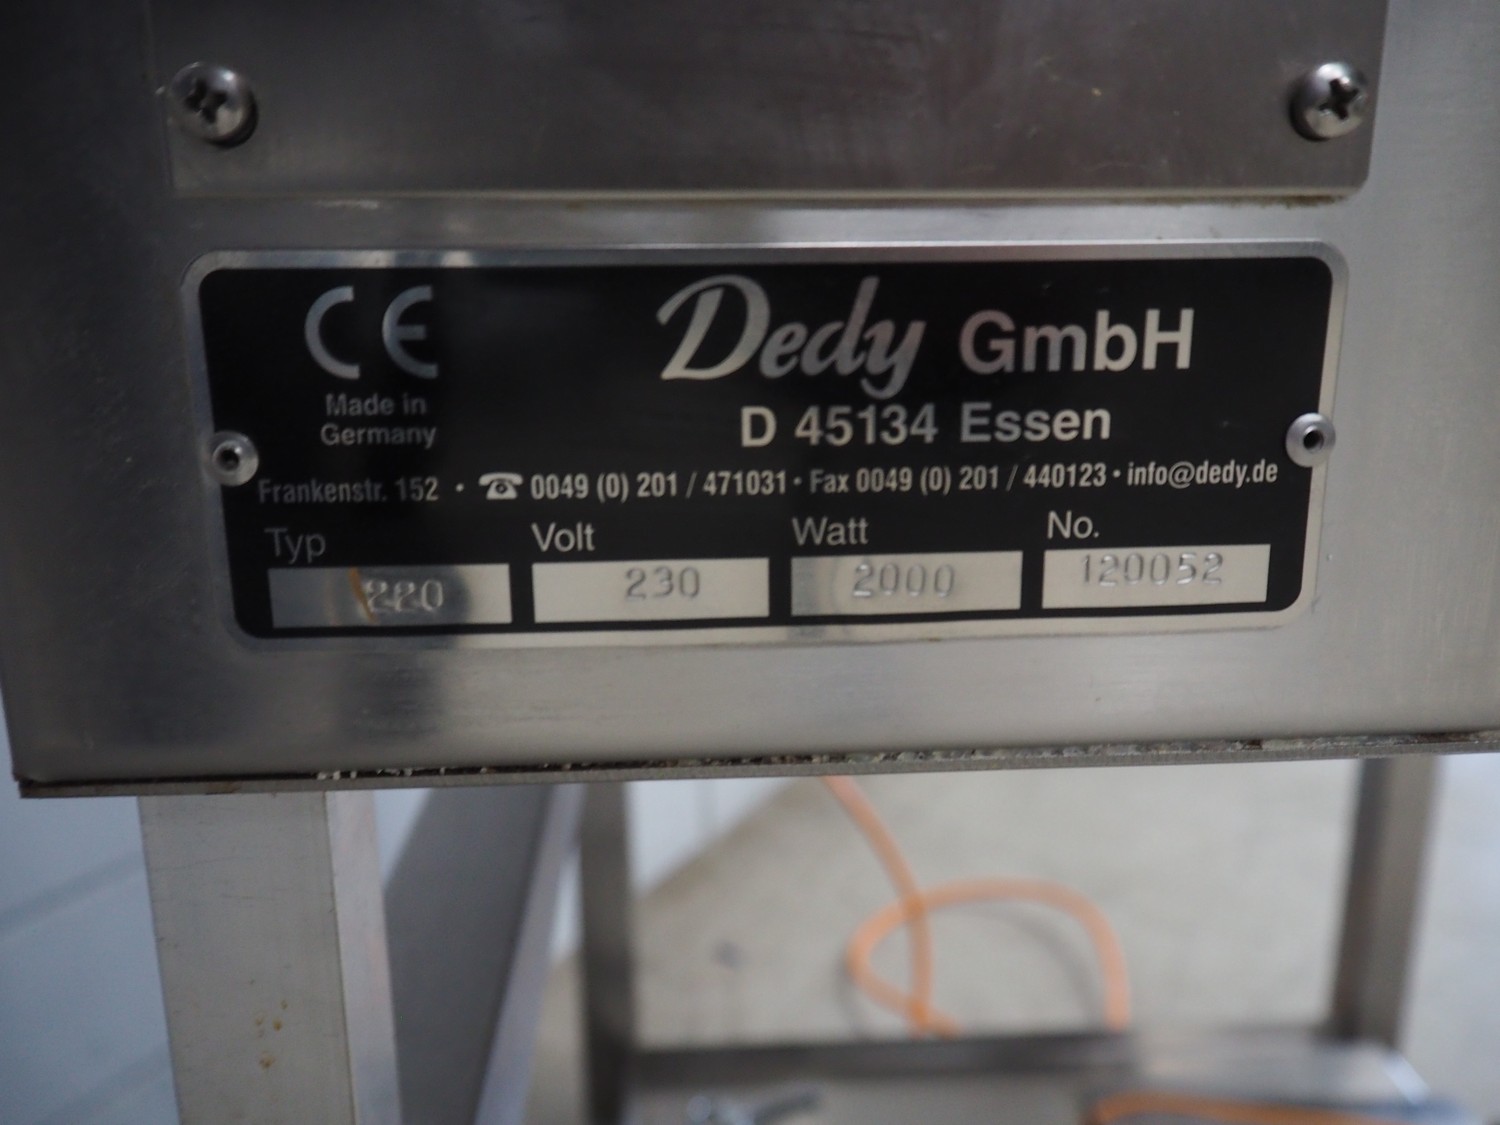 CE
Made in
Germany
Dedy GmbH
D 45134 Essen
Frankenstr. 152 · ☎ 0049 (0) 201 / 471031 · Fax 0049 (0) 201 / 440123 · info@dedy.de
Typ Volt Watt No.
220 230 2000 120052